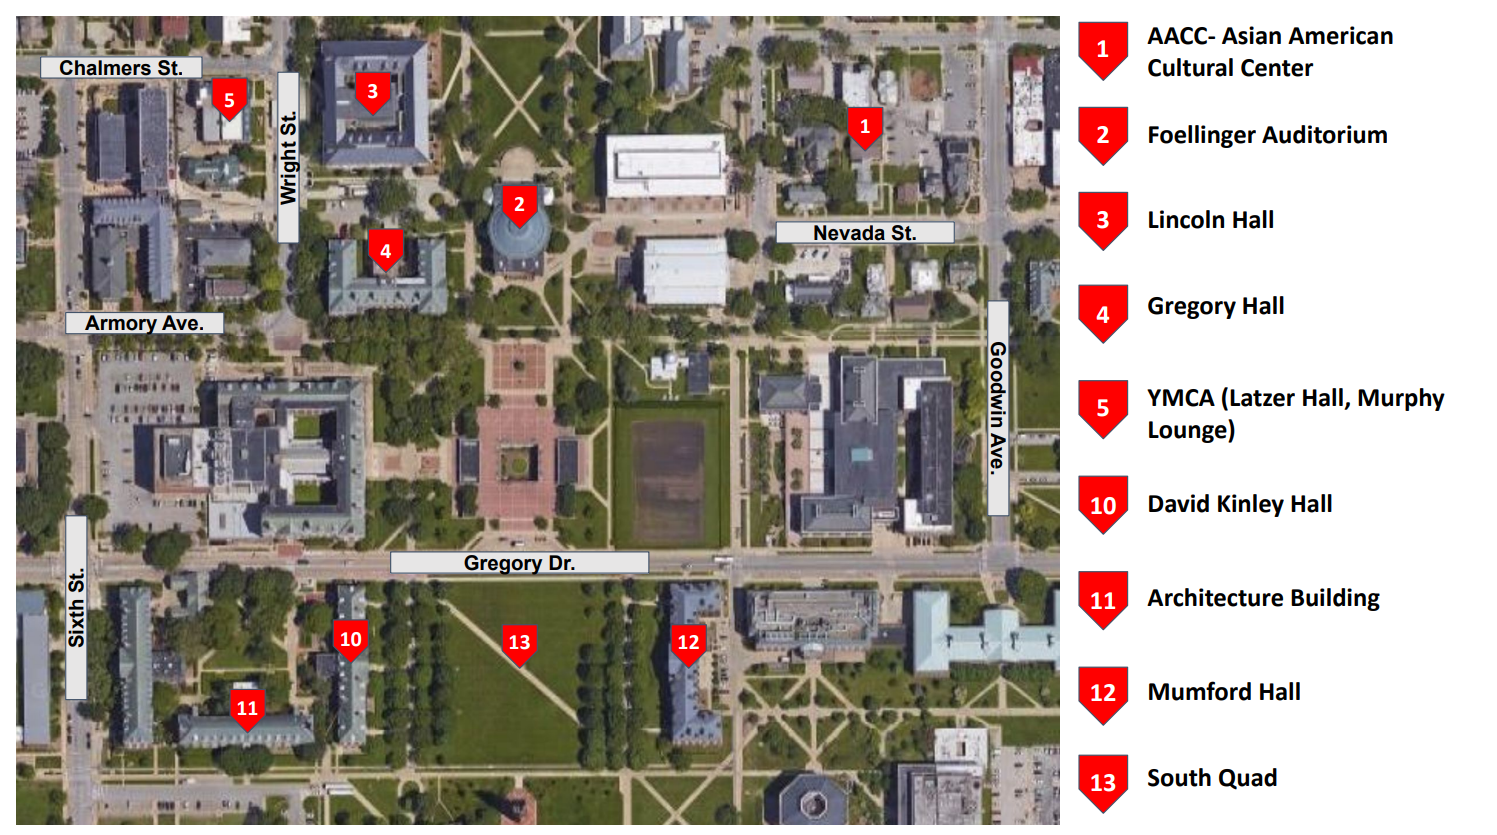 Chalmers St.
5
Wright St.
3
2
1
4
Nevada St.
Armory Ave.
Goodwin Ave.
Gregory Dr.
Sixth St.
10
13
12
11
1
AACC- Asian American
Cultural Center
2
Foellinger Auditorium
3
Lincoln Hall
4
Gregory Hall
5
YMCA (Latzer Hall, Murphy
Lounge)
10
David Kinley Hall
11
Architecture Building
12
Mumford Hall
13
South Quad